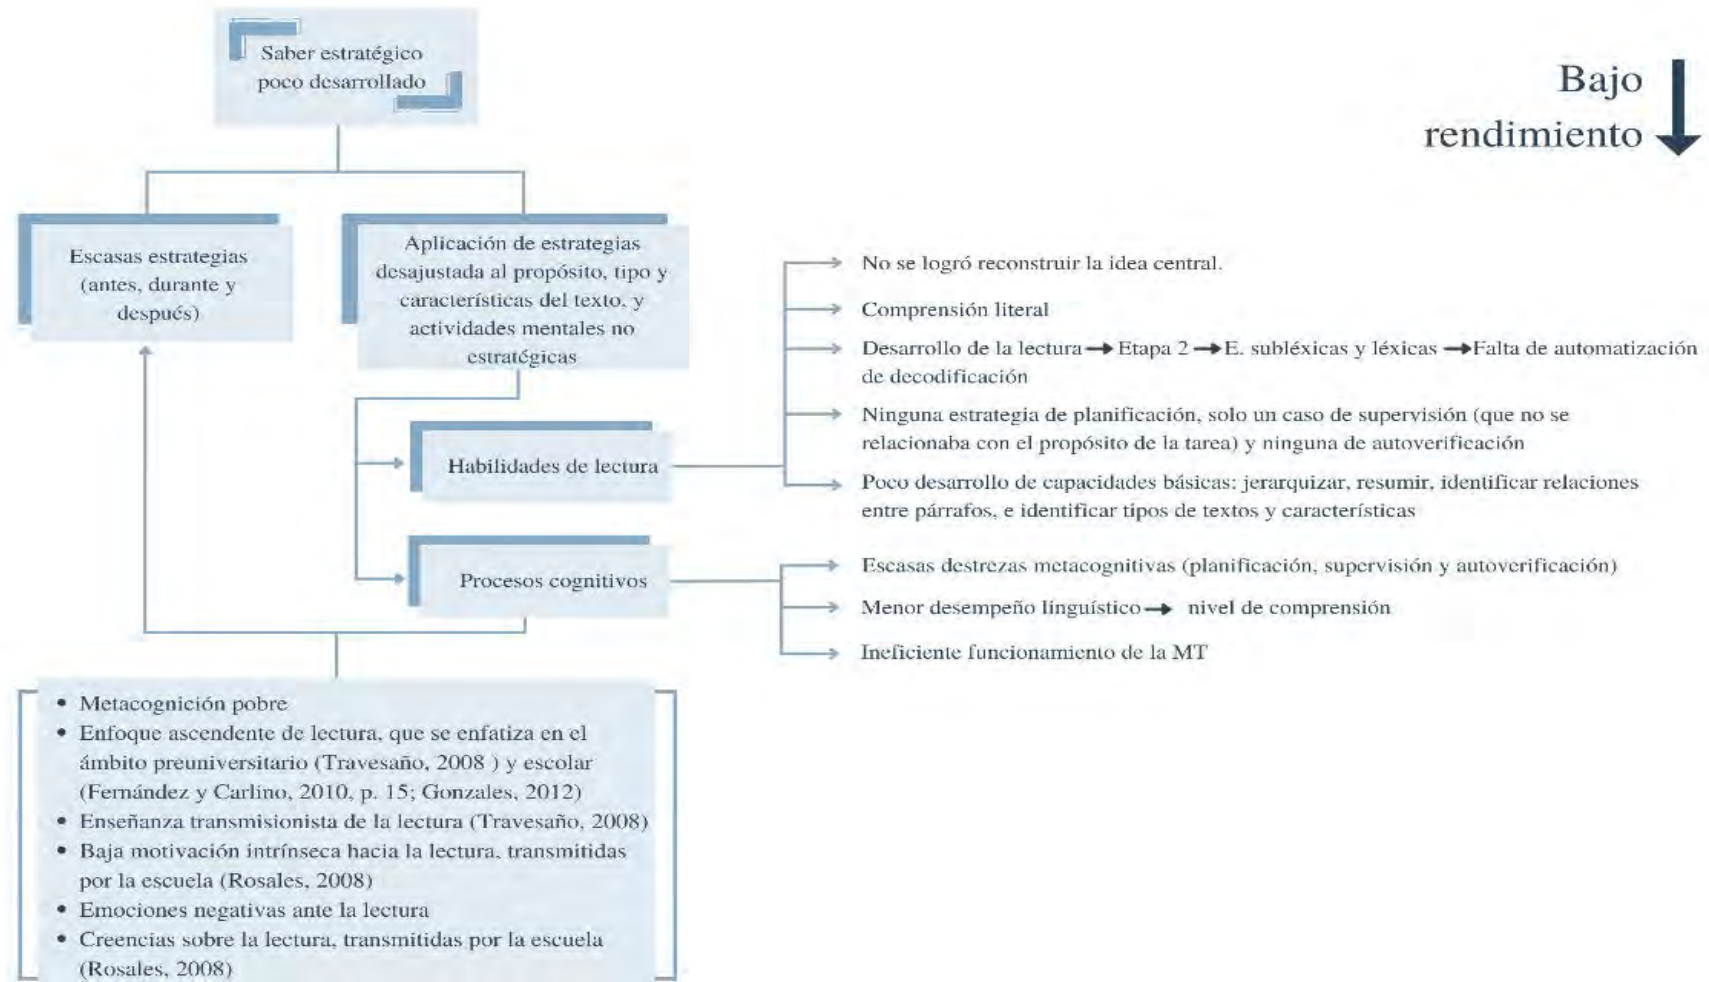 Saber estratégico
poco desarrollado
Bajo
rendimiento
Escasas estrategias
(antes, durante y
después)
Aplicación de estrategias
desajustada al propósito, tipo y
características del texto, y
actividades mentales no
estratégicas
Habilidades de lectura
No se logró reconstruir la idea central.
Comprensión literal
Desarrollo de la lectura → Etapa 2 → E. subléxicas y léxicas → Falta de automatización
de decodificación
Ninguna estrategia de planificación, solo un caso de supervisión (que no se
relacionaba con el propósito de la tarea) y ninguna de autoverificación
Poco desarrollo de capacidades básicas: jerarquizar, resumir, identificar relaciones
entre párrafos, e identificar tipos de textos y características
Procesos cognitivos
Escasas destrezas metacognitivas (planificación, supervisión y autoverificación)
Menor desempeño linguístico → nivel de comprensión
Ineficiente funcionamiento de la MT
• Metacognición pobre
• Enfoque ascendente de lectura, que se enfatiza en el
ámbito preuniversitario (Travesaño, 2008 ) y escolar
(Fernández y Carlino, 2010, p. 15; Gonzales, 2012)
• Enseñanza transmisionista de la lectura (Travesaño, 2008)
• Baja motivación intrínseca hacia la lectura, transmitidas
por la escuela (Rosales, 2008)
• Emociones negativas ante la lectura
• Creencias sobre la lectura, transmitidas por la escuela
(Rosales, 2008)